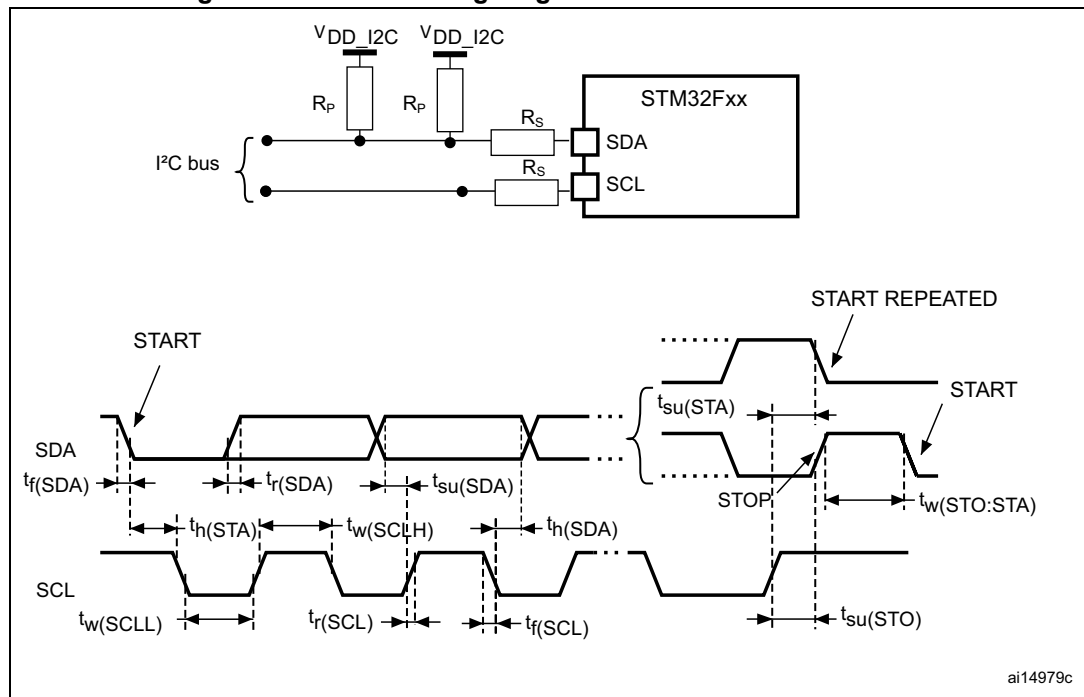 VDD_I2C VDD_I2C
STM32Fxx
RP RP
RS
SDA
I²C bus
RS
SCL
START REPEATED
START
START
tsu(STA)
SDA
tf(SDA) tr(SDA) tsu(SDA)
STOP
tw(STO:STA)
th(STA) tw(SCLH) th(SDA)
SCL
tw(SCLL) tr(SCL) tf(SCL) tsu(STO)
ai14979c